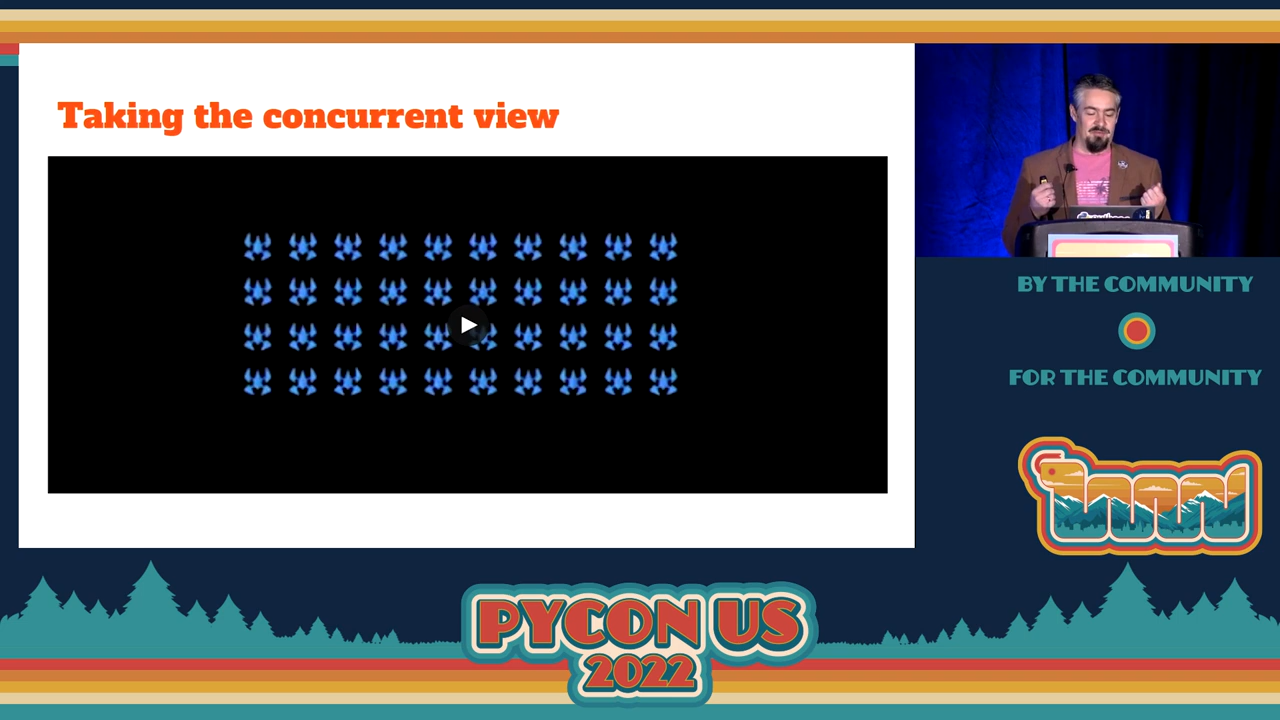 Taking the concurrent view
BY THE COMMUNITY
FOR THE COMMUNITY
PYCON US
2022